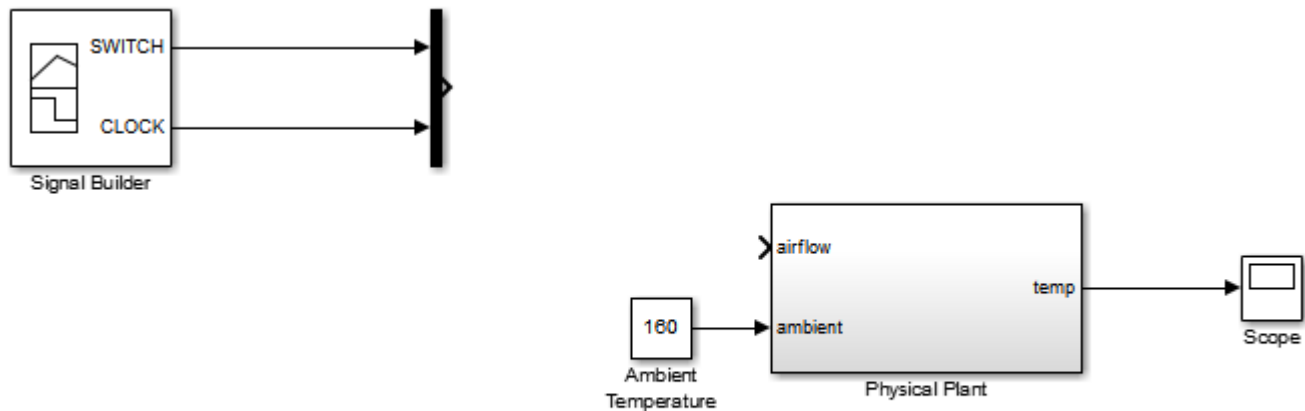 SWITCH
CLOCK
Signal Builder
airflow
temp
160
ambient
Scope
Ambient
Temperature
Physical Plant